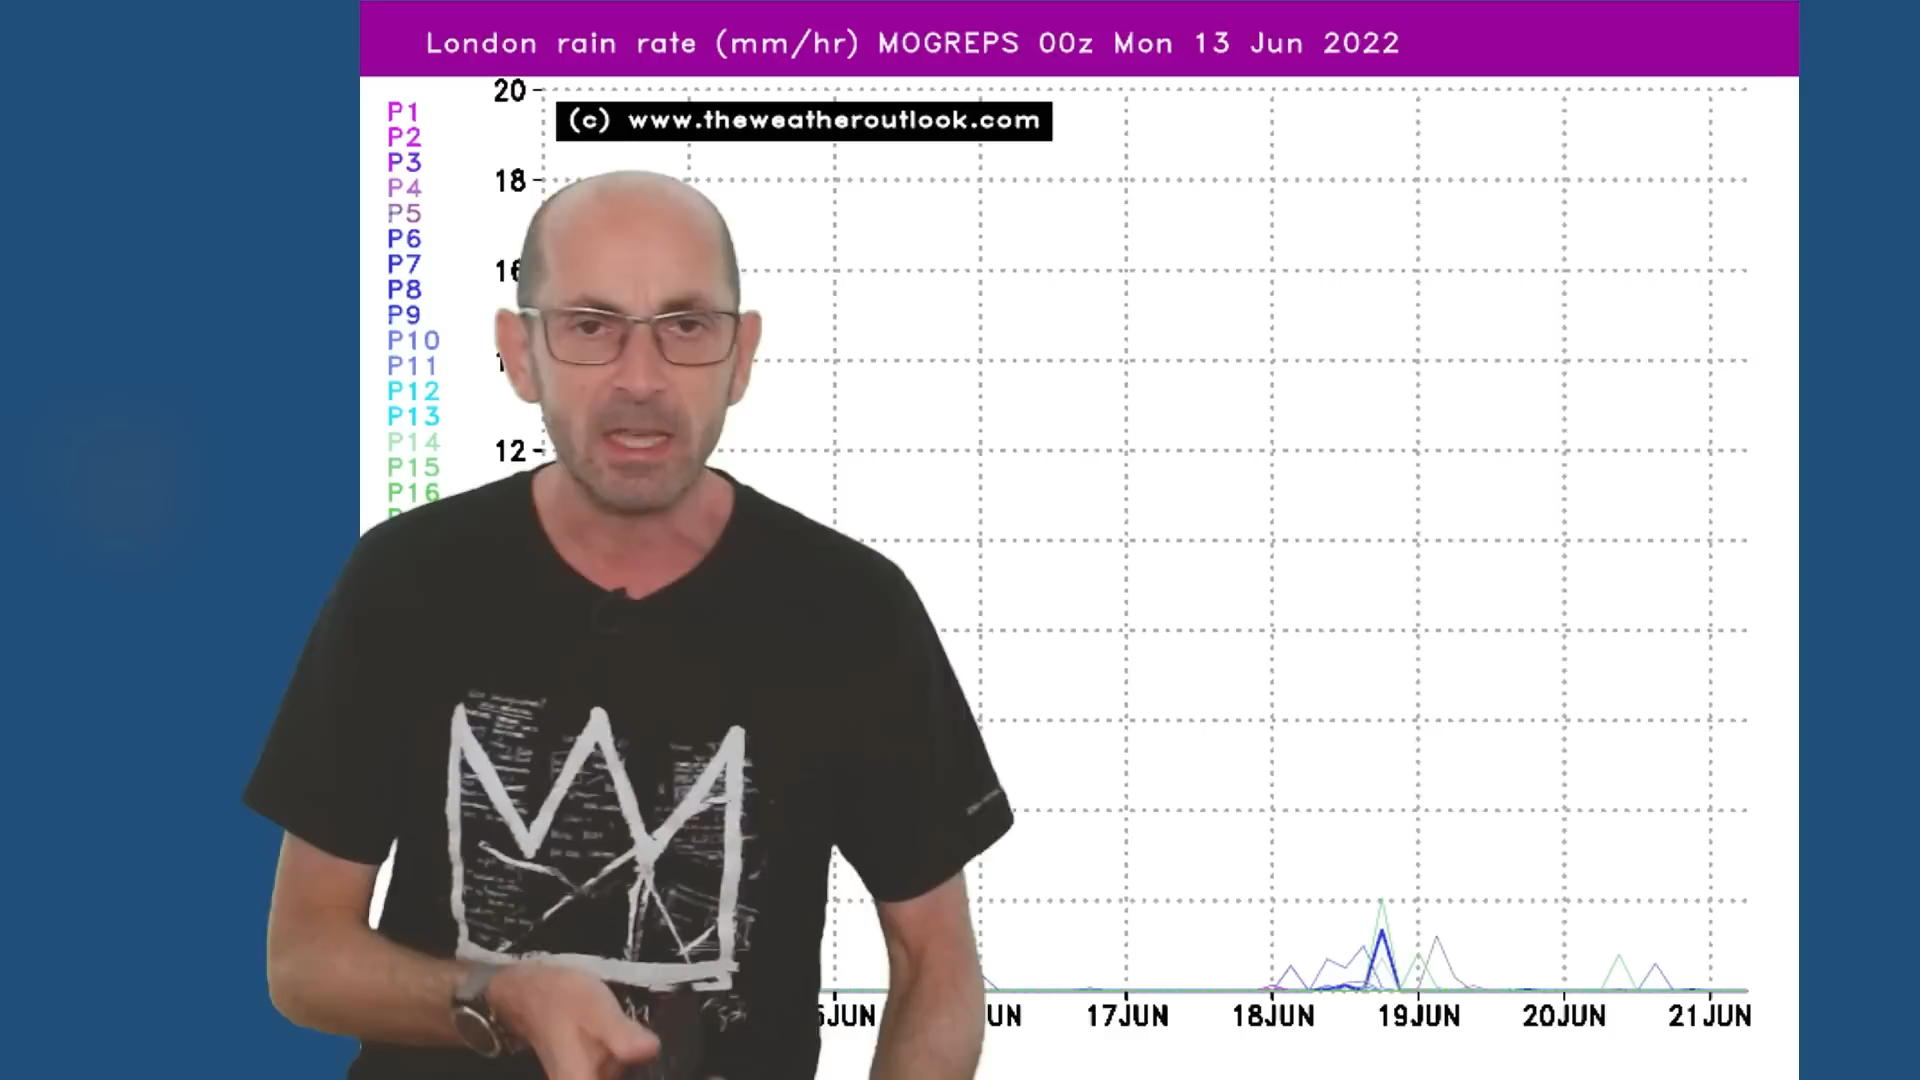 London rain rate (mm/hr) MOGREPS 00z Mon 13 Jun 2022
20
(c) www.theweatheroutlook.com
P1
P2
P3
P4
P5
P6
P7
P8
P9
P10
P11
P12
P13
P14
P15
P16
18
16
12
17JUN
18JUN
19JUN
20JUN
21JUN